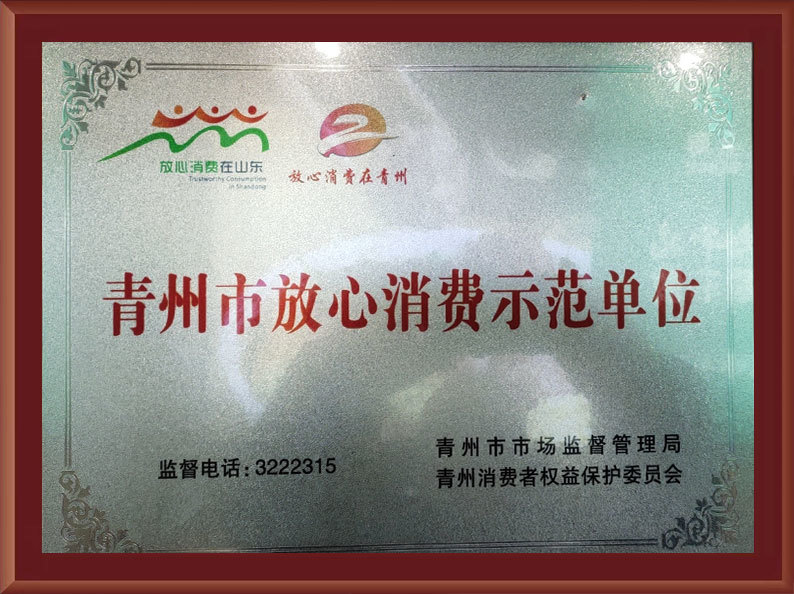 放心消费在山东
Trustworthy Consumption
in Shandong
放心消费在青州
青州市放心消费示范单位
监督电话:3222315
青州市市场监督管理局
青州消费者权益保护委员会